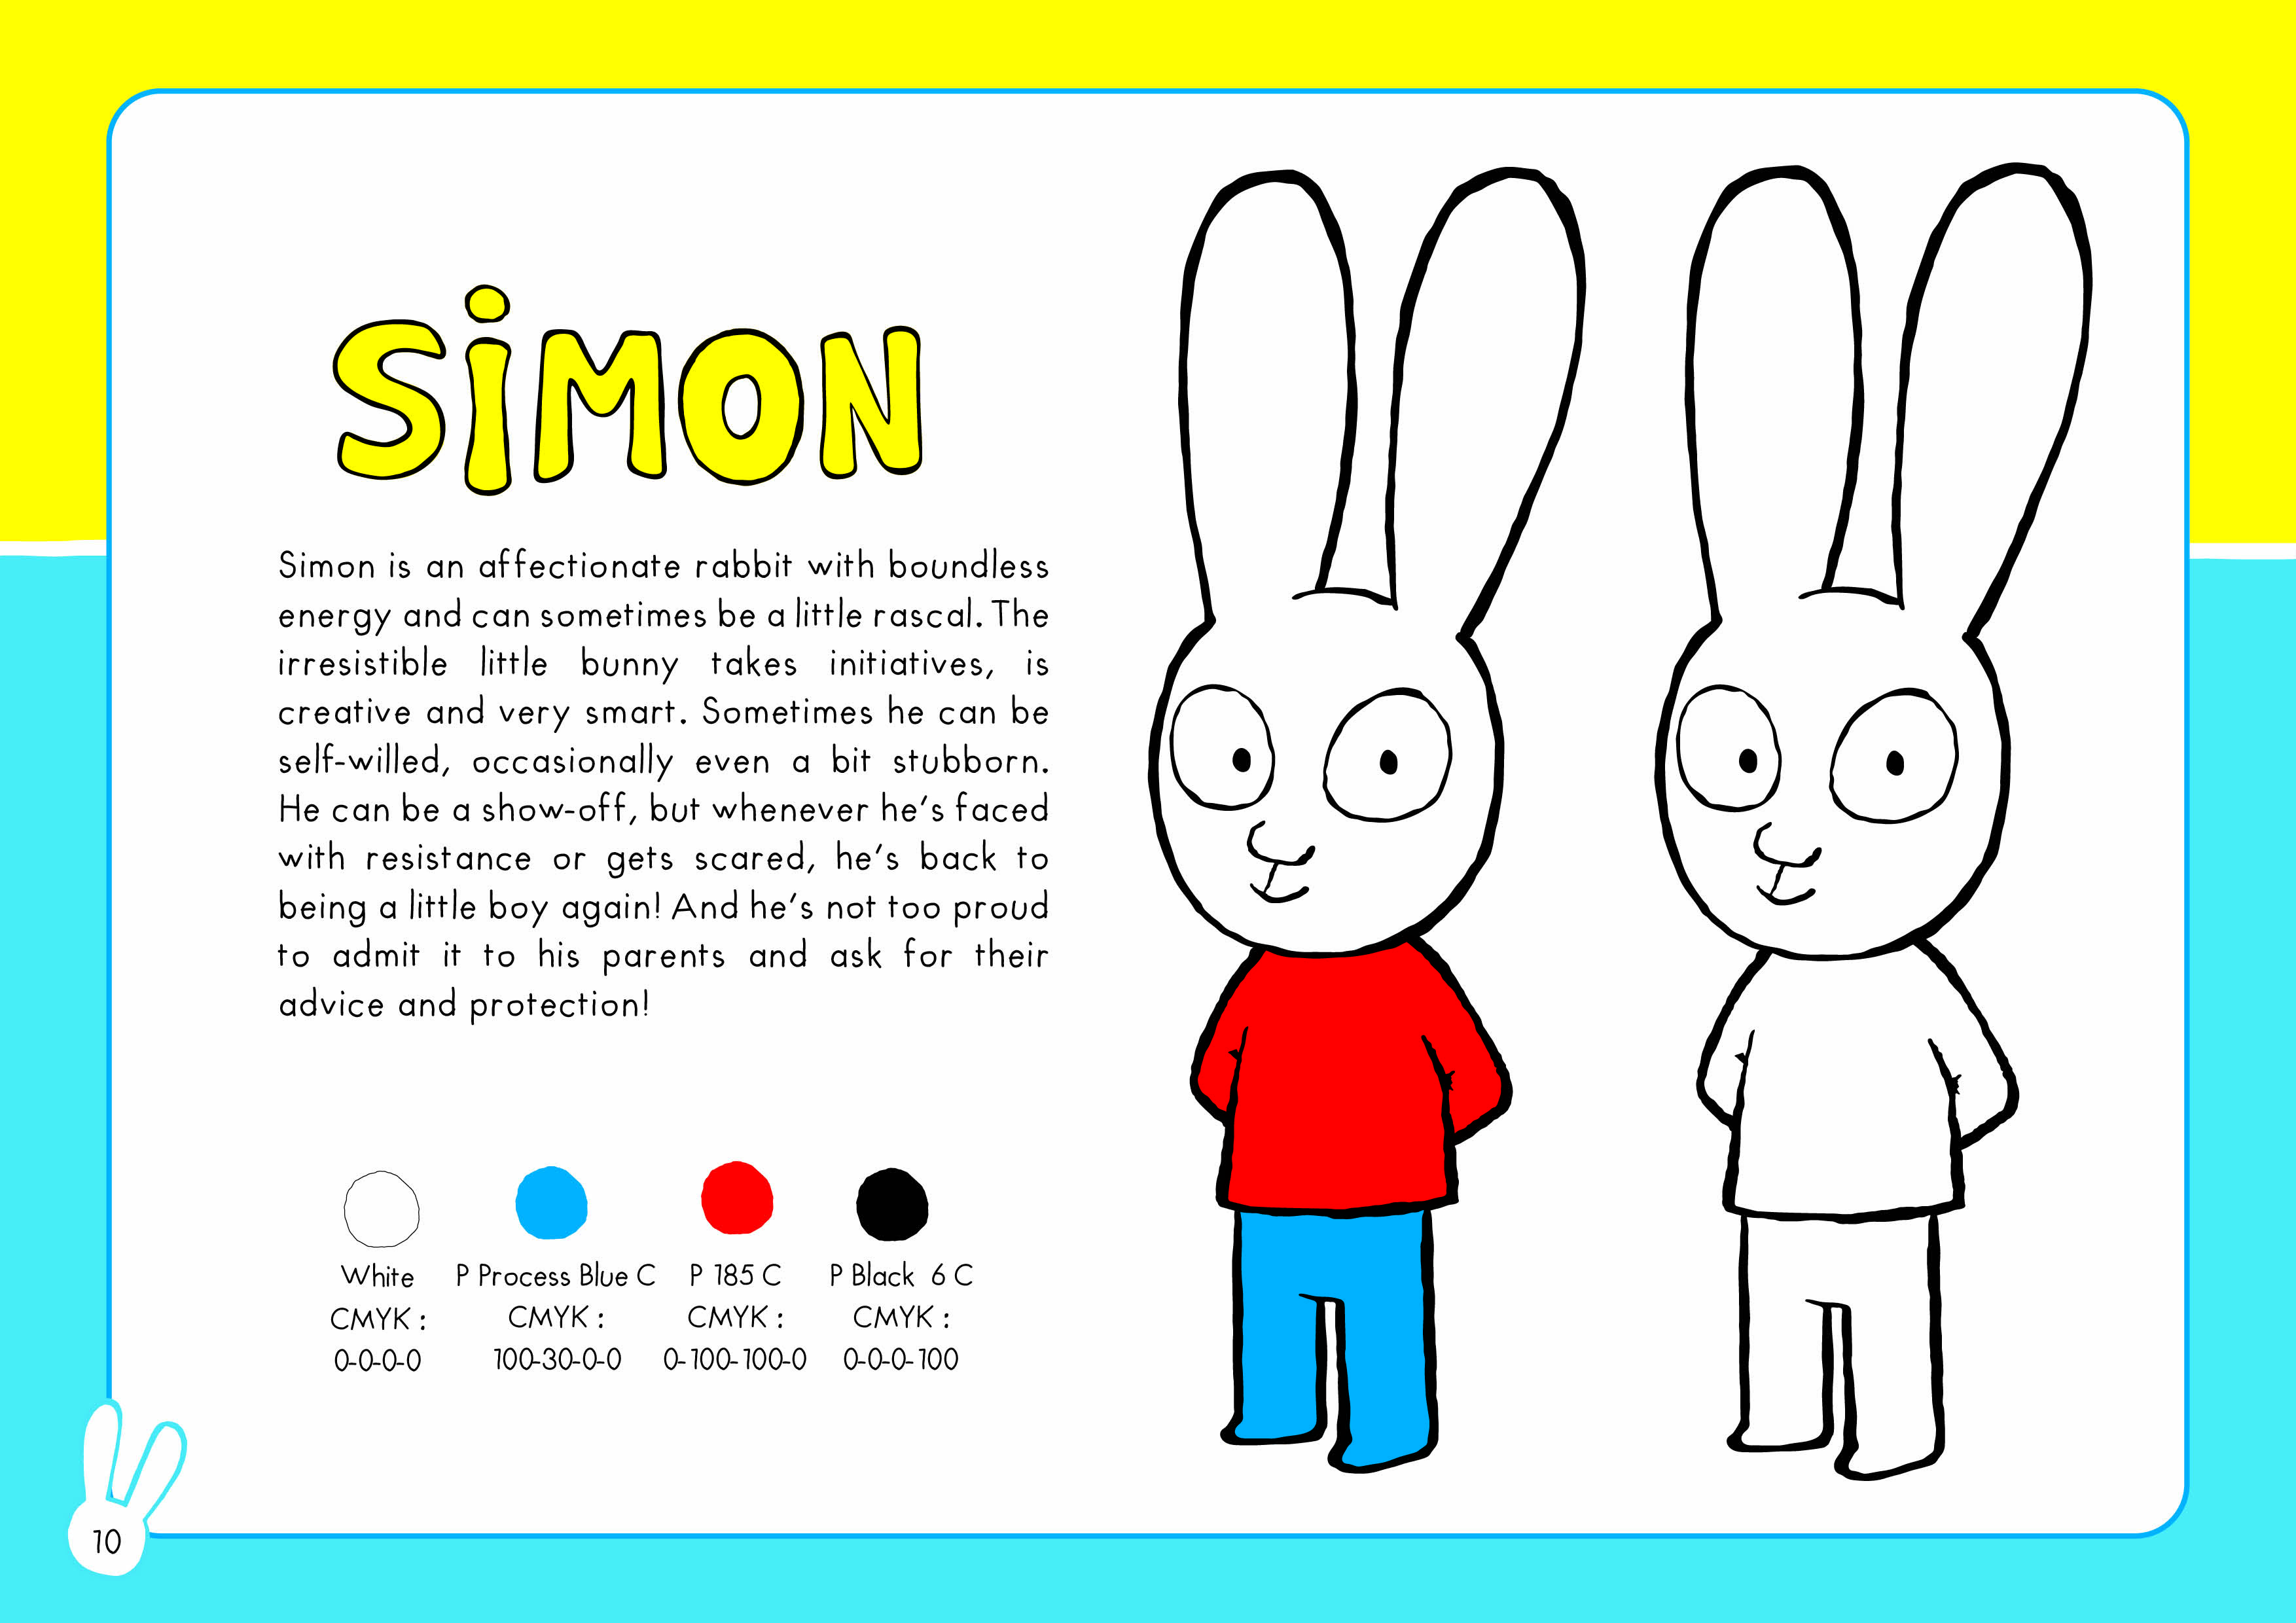 SiMON
Simon is an affectionate rabbit with boundless
energy and can sometimes be a little rascal. The
irresistible little bunny takes initiatives, is
creative and very smart. Sometimes he can be
self-willed, occasionally even a bit stubborn.
He can be a show-off, but whenever he's faced
with resistance or gets scared, he's back to
being a little boy again! And he's not too proud
to admit it to his parents and ask for their
advice and protection!
White
CMYK :
0-0-0-0
P Process Blue C
CMYK :
100-30-0-0
P 185 C
CMYK :
0-100-100-0
P Black 6 C
CMYK :
0-0-0-100
10